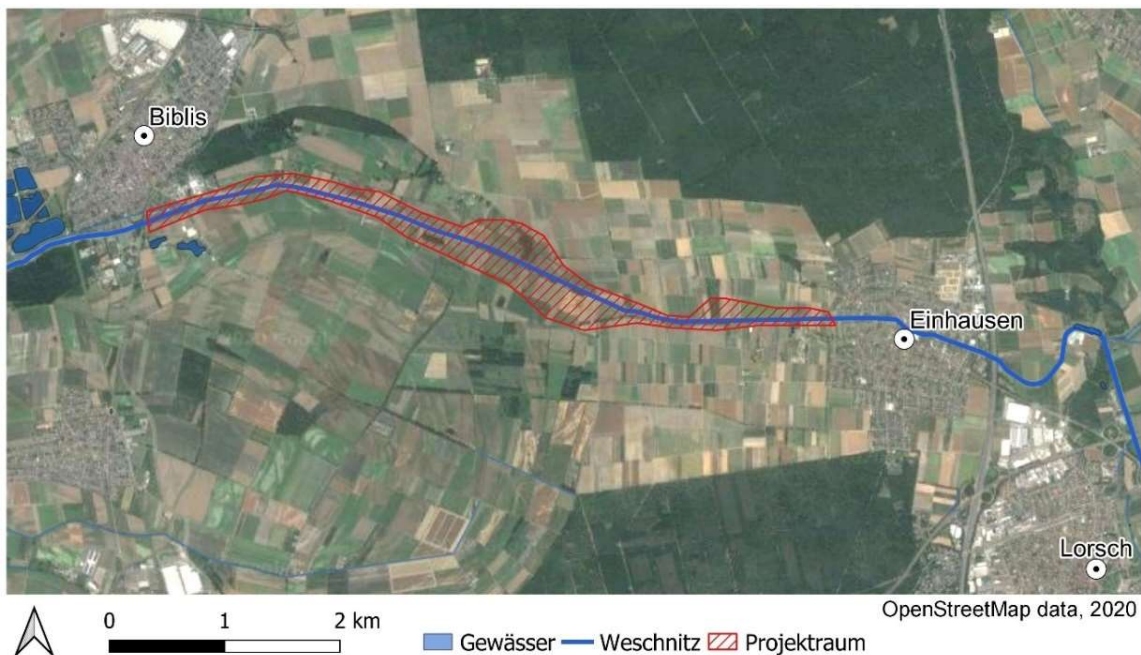 Biblis
Einhausen
Lorsch
OpenStreetMap data, 2020
0 1 2 km
Gewässer Weschnitz Projektraum